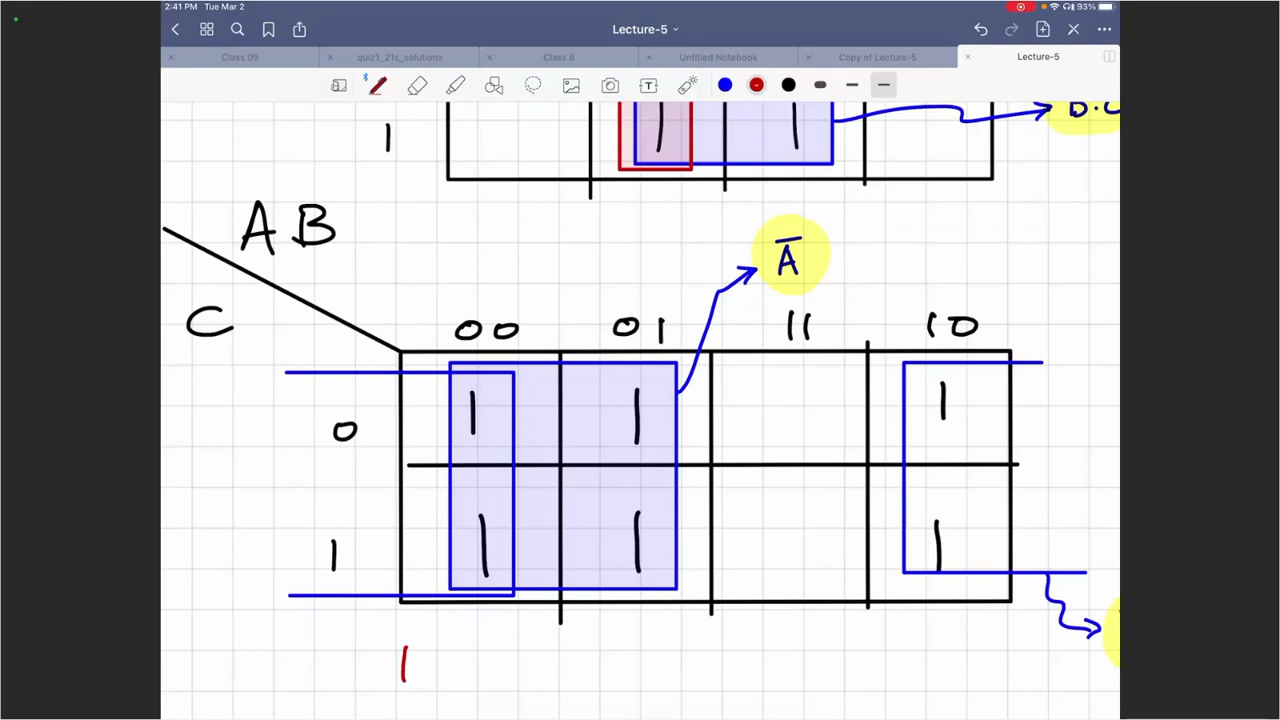 2:41 PM Tue Mar 2 93%
Lecture-5
Class 09 quiz1_21s_solutions Class 8 Untitled Notebook Copy of Lecture-5 Lecture-5
T
1 1 1
A B
Ā
C
00 01 11 10
0 1 1 1
1 1 1 1
1